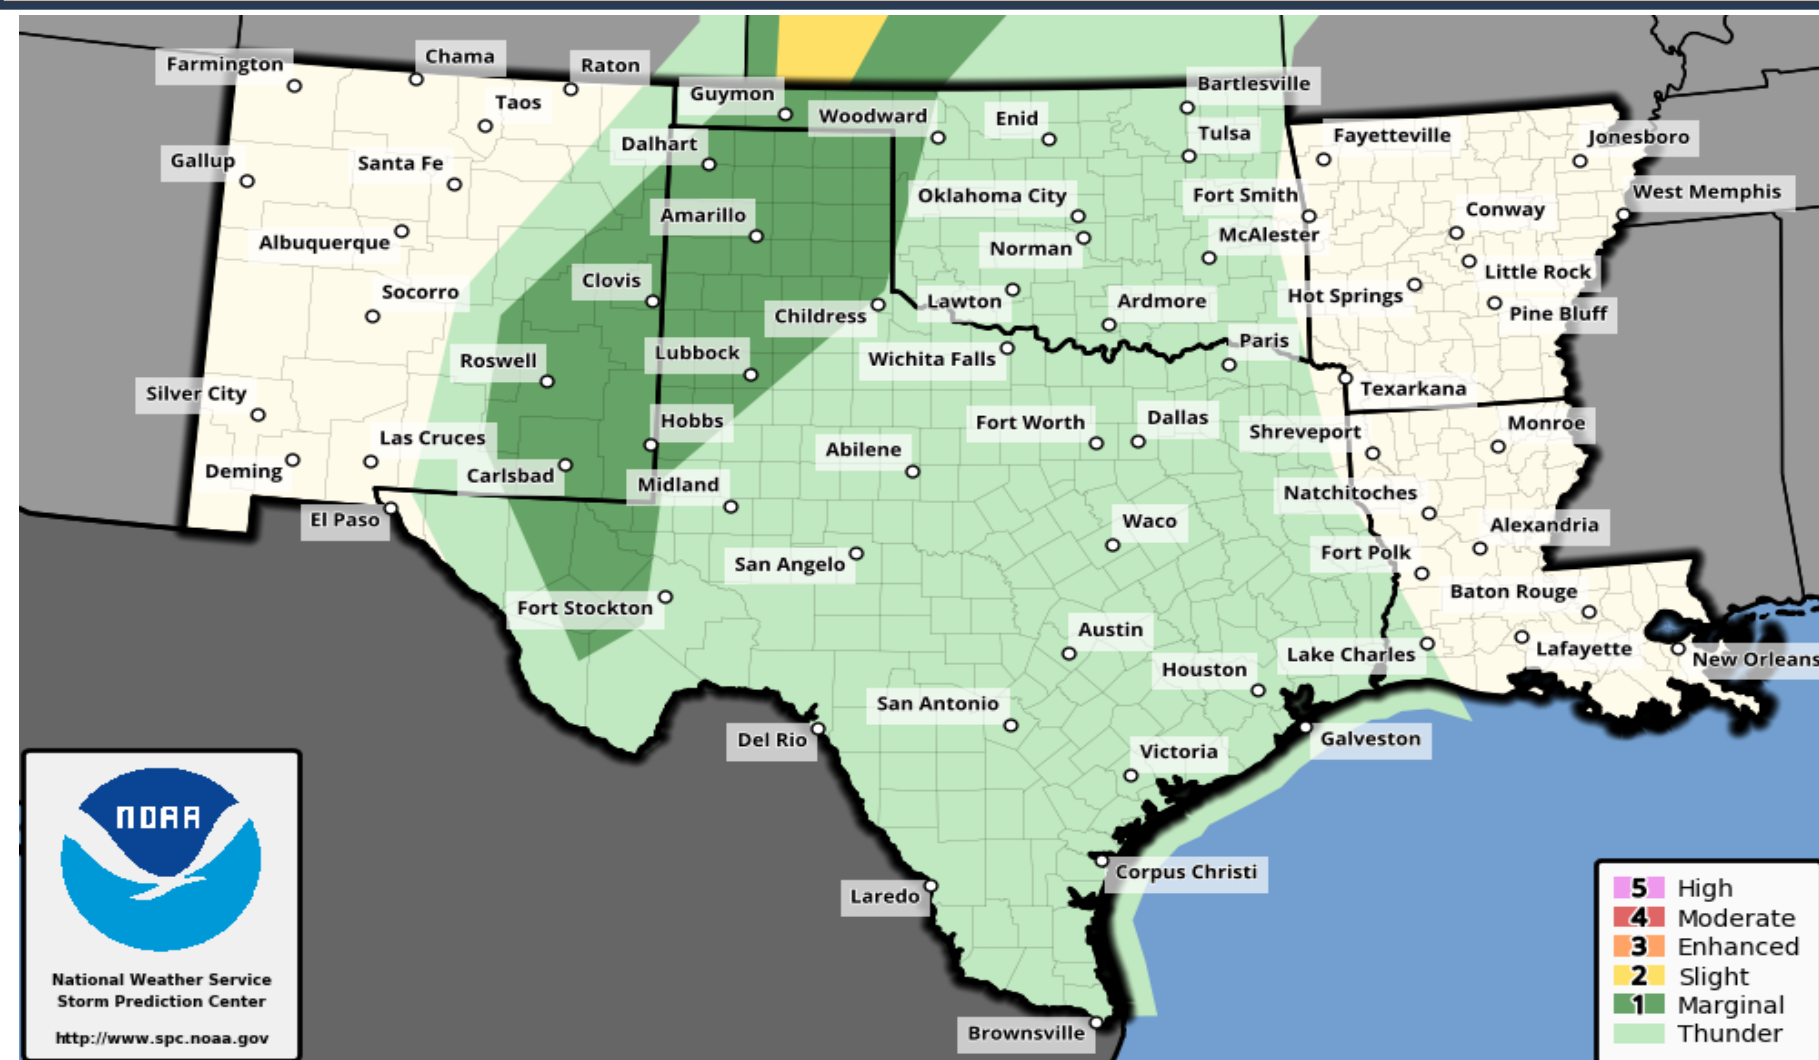 Farmington
Chama
Raton
Taos
Guymon
Woodward
Enid
Bartlesville
Tulsa
Fayetteville
Jonesboro
Gallup
Santa Fe
Dalhart
Oklahoma City
Fort Smith
Conway
West Memphis
Albuquerque
Amarillo
Norman
McAlester
Little Rock
Socorro
Clovis
Childress
Lawton
Ardmore
Hot Springs
Pine Bluff
Roswell
Lubbock
Wichita Falls
Paris
Texarkana
Silver City
Las Cruces
Hobbs
Abilene
Fort Worth
Dallas
Shreveport
Monroe
Deming
Carlsbad
Midland
Natchitoches
El Paso
Waco
Alexandria
San Angelo
Fort Polk
Baton Rouge
Fort Stockton
Austin
Lake Charles
Lafayette
New Orleans
Houston
San Antonio
Del Rio
Victoria
Galveston
Corpus Christi
Laredo
Brownsville
NOAA
National Weather Service
Storm Prediction Center
http://www.spc.noaa.gov
5 High
4 Moderate
3 Enhanced
2 Slight
1 Marginal
Thunder